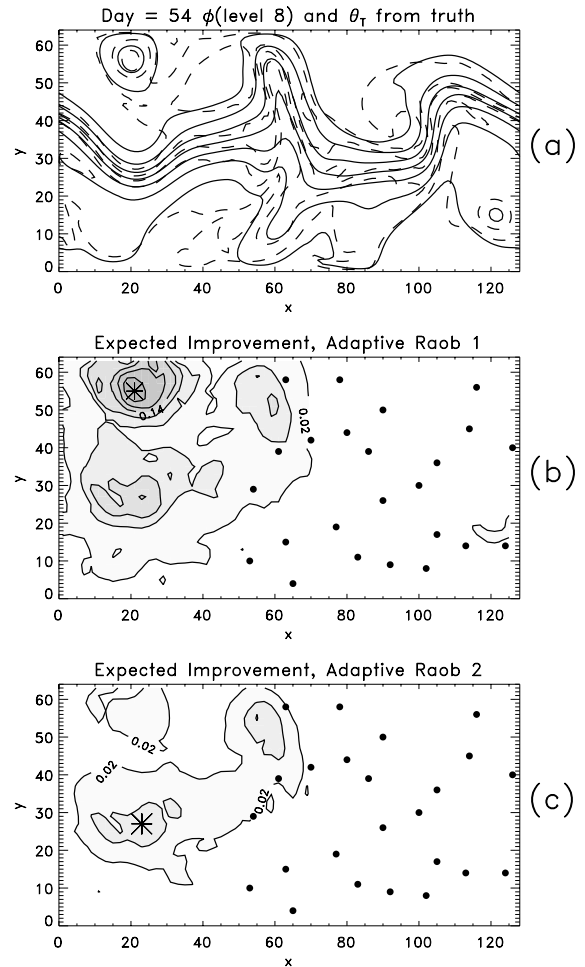 Day = 54 ϕ(level 8) and θ_T from truth
60
50
40
30
20
10
0
y
0 20 40 60 80 100 120
x
(a)
Expected Improvement, Adaptive Raob 1
60
50
40
30
20
10
0
y
0.14
0.02
0 20 40 60 80 100 120
x
(b)
Expected Improvement, Adaptive Raob 2
60
50
40
30
20
10
0
y
0.02
0.02
0.02
0 20 40 60 80 100 120
x
(c)